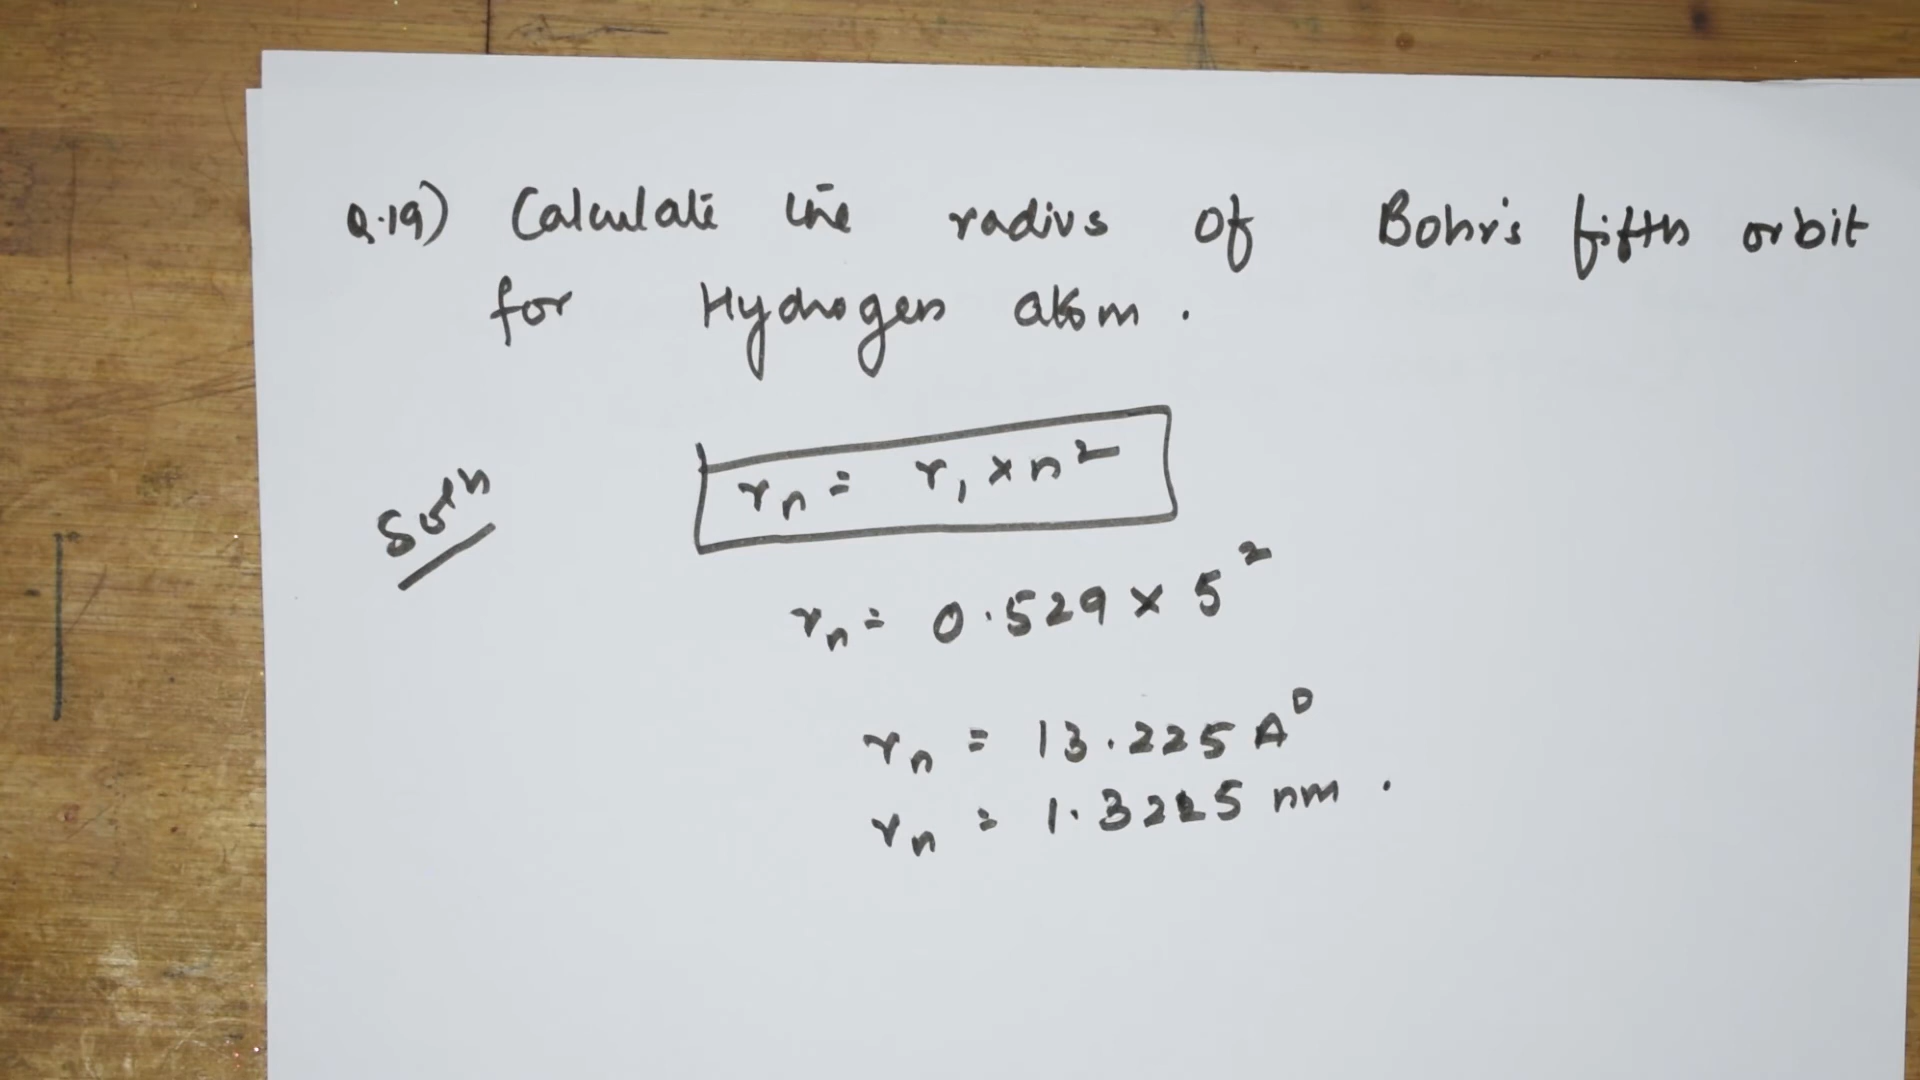 Q.19) Calculate the radius of Bohr's fifth orbit
for Hydrogen atom.
Solⁿ
rₙ = r₁ × n²
rₙ = 0.529 × 5²
rₙ = 13.225 A⁰
rₙ = 1.3225 nm.